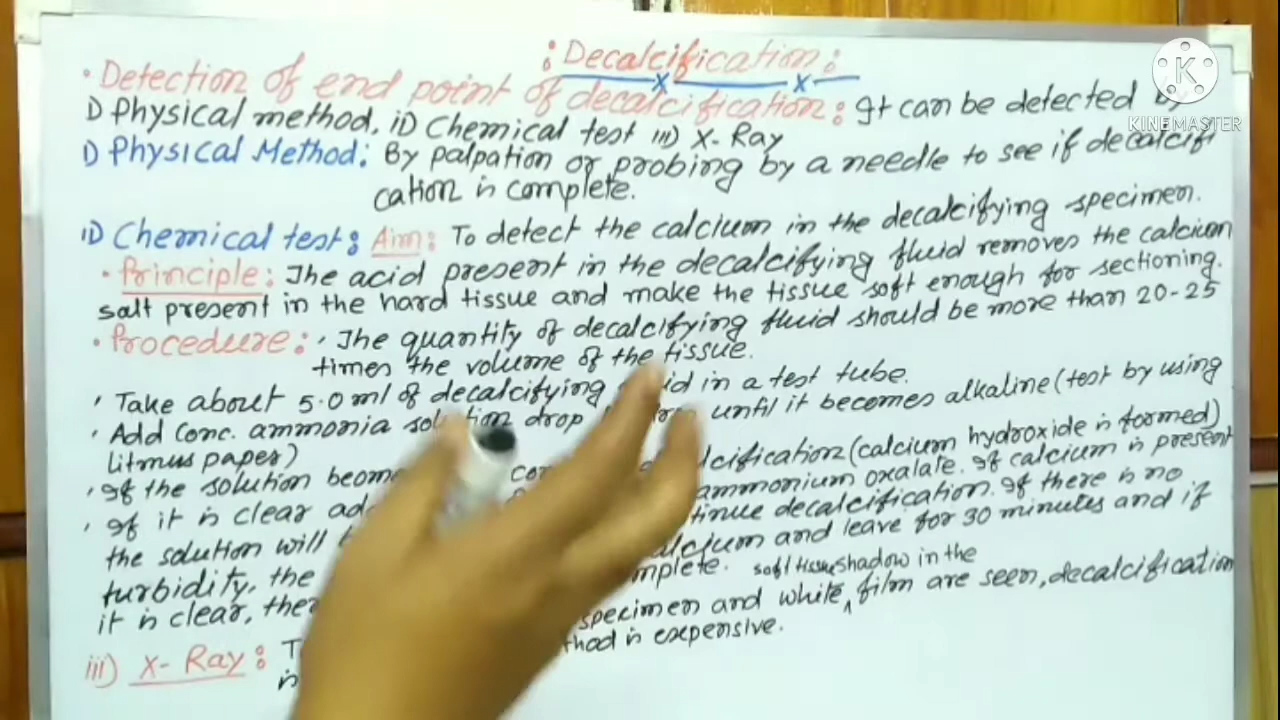 : Decalcification :
K
KINEMASTER
• Detection of end point of decalcification : It can be detected by
i) Physical method, ii) Chemical test iii) X-Ray
i) Physical Method : By palpation or probing by a needle to see if decalcifi
cation is complete.
ii) Chemical test : Aim : To detect the calcium in the decalcifying specimen.
• Principle : The acid present in the decalcifying fluid removes the calcium
salt present in the hard tissue and make the tissue soft enough for sectioning.
• Procedure : • The quantity of decalcifying fluid should be more than 20-25
times the volume of the tissue.
• Take about 5.0 ml of decalcifying in a test tube.
• Add Conc. ammonia solution drop until it becomes alkaline (test by using
litmus paper)
• If the solution (calcium hydroxide is formed)
• If it is clear ammonium oxalate. If calcium is present
the solution will decalcification. If there is no
turbidity, the and leave for 30 minutes and if
it is clear, soft tissue shadow in the
iii) X-Ray : specimen and white film are seen, decalcification
is expensive.